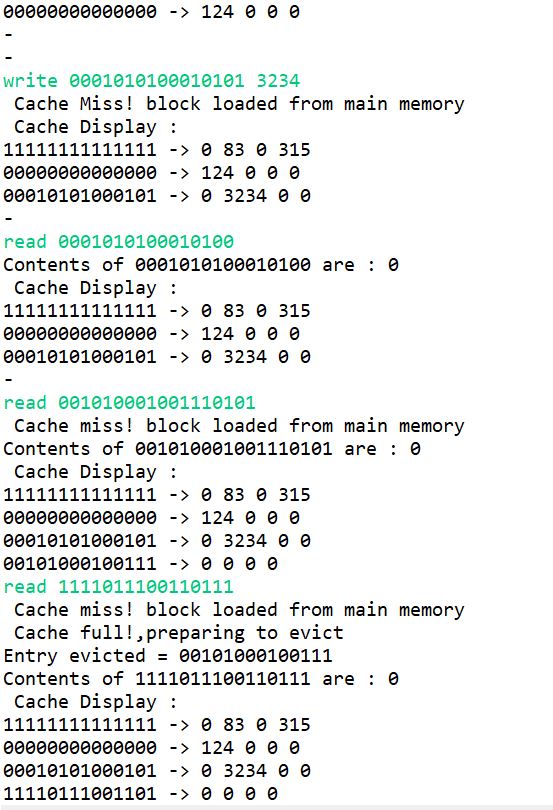 00000000000000 -> 124 0 0 0
-
-
write 0001010100010101 3234
Cache Miss! block loaded from main memory
Cache Display :
11111111111111 -> 0 83 0 315
00000000000000 -> 124 0 0 0
00010101000101 -> 0 3234 0 0
-
read 0001010100010100
Contents of 0001010100010100 are : 0
Cache Display :
11111111111111 -> 0 83 0 315
00000000000000 -> 124 0 0 0
00010101000101 -> 0 3234 0 0
-
read 001010001001110101
Cache miss! block loaded from main memory
Contents of 001010001001110101 are : 0
Cache Display :
11111111111111 -> 0 83 0 315
00000000000000 -> 124 0 0 0
00010101000101 -> 0 3234 0 0
00101000100111 -> 0 0 0 0
read 1111011100110111
Cache miss! block loaded from main memory
Cache full!,preparing to evict
Entry evicted = 00101000100111
Contents of 1111011100110111 are : 0
Cache Display :
11111111111111 -> 0 83 0 315
00000000000000 -> 124 0 0 0
00010101000101 -> 0 3234 0 0
11110111001101 -> 0 0 0 0